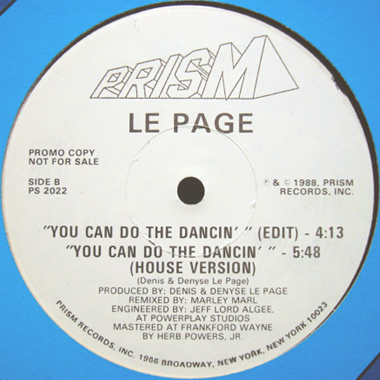 PRISM
LE PAGE
PROMO COPY
NOT FOR SALE
SIDE B
PS 2022
℗ & © 1988, PRISM
RECORDS, INC.
"YOU CAN DO THE DANCIN' " (EDIT) - 4:13
"YOU CAN DO THE DANCIN' " - 5:48
(HOUSE VERSION)
(Denis & Denyse Le Page)
PRODUCED BY: DENIS & DENYSE LE PAGE
REMIXED BY: MARLEY MARL
ENGINEERED BY: JEFF LORD ALGEE,
AT POWERPLAY STUDIOS
MASTERED AT FRANKFORD WAYNE
BY HERB POWERS, JR.
PRISM RECORDS, INC. 1986 BROADWAY, NEW YORK, NEW YORK 10023